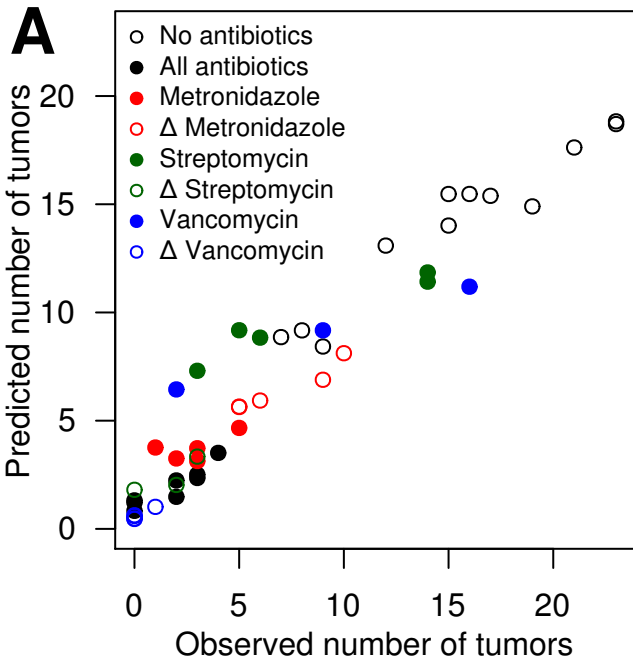 A
No antibiotics
All antibiotics
Metronidazole
Δ Metronidazole
Streptomycin
Δ Streptomycin
Vancomycin
Δ Vancomycin
Predicted number of tumors
20
15
10
5
0
0 5 10 15 20
Observed number of tumors